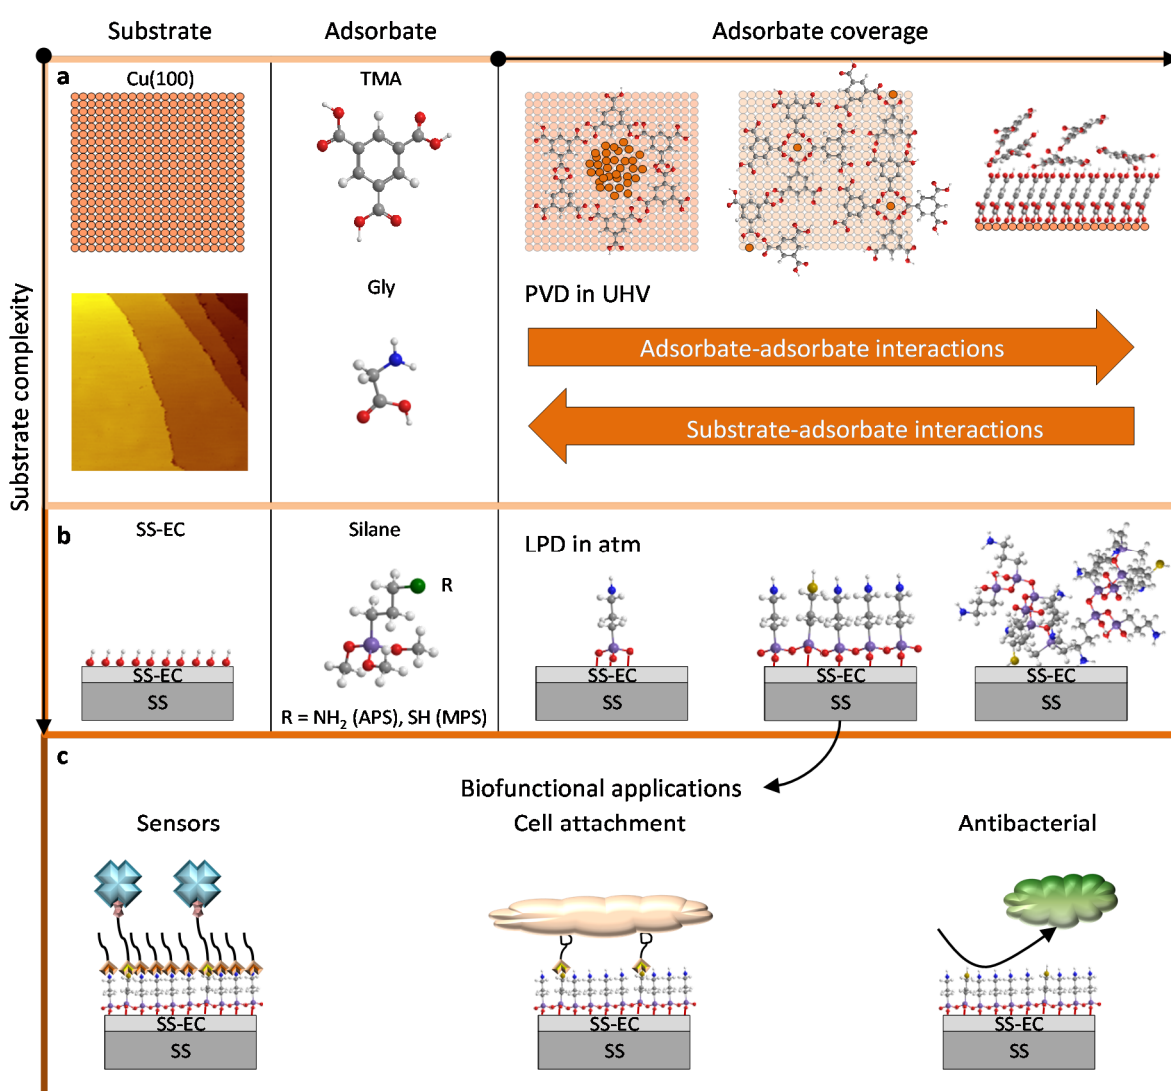 Substrate
Adsorbate
Adsorbate coverage
Substrate complexity
a
Cu(100)
TMA
Gly
PVD in UHV
Adsorbate-adsorbate interactions
Substrate-adsorbate interactions
b
SS-EC
Silane
LPD in atm
R
SS-EC
SS
R = NH₂ (APS), SH (MPS)
SS-EC
SS
SS-EC
SS
SS-EC
SS
c
Biofunctional applications
Sensors
Cell attachment
Antibacterial
SS-EC
SS
SS-EC
SS
SS-EC
SS